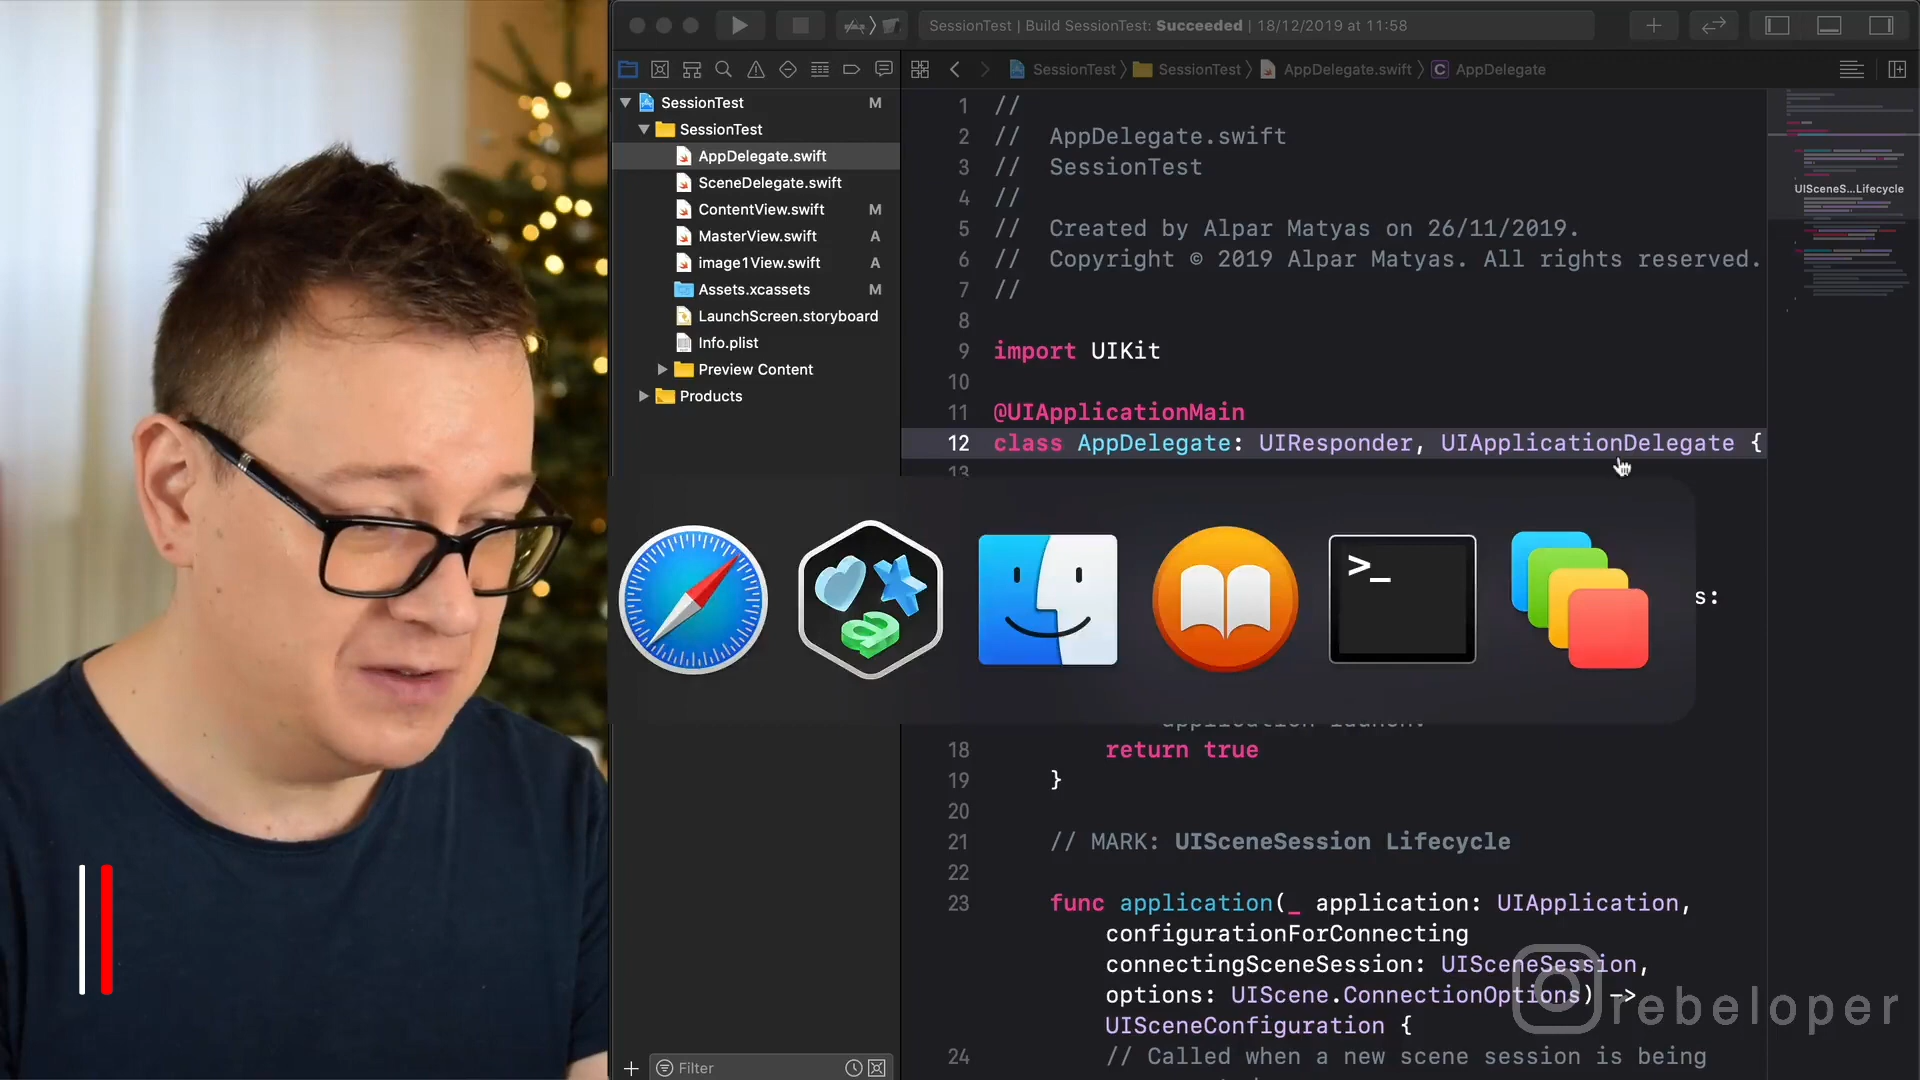 SessionTest | Build SessionTest: Succeeded | 18/12/2019 at 11:58
SessionTest
SessionTest
AppDelegate.swift
C AppDelegate
SessionTest M
SessionTest
AppDelegate.swift
SceneDelegate.swift
ContentView.swift M
MasterView.swift A
image1View.swift A
Assets.xcassets M
LaunchScreen.storyboard
Info.plist
Preview Content
Products
Filter
1 //
2 // AppDelegate.swift
3 // SessionTest
4 //
5 // Created by Alpar Matyas on 26/11/2019.
6 // Copyright © 2019 Alpar Matyas. All rights reserved.
7 //
8
9 import UIKit
10
11 @UIApplicationMain
12 class AppDelegate: UIResponder, UIApplicationDelegate {
13
s:
>_
application launch.
18 return true
19 }
20
21 // MARK: UISceneSession Lifecycle
22
23 func application(_ application: UIApplication,
configurationForConnecting
connectingSceneSession: UISceneSession,
options: UIScene.ConnectionOptions) ->
UISceneConfiguration {
24 // Called when a new scene session is being
UISceneS...Lifecycle
rebeloper